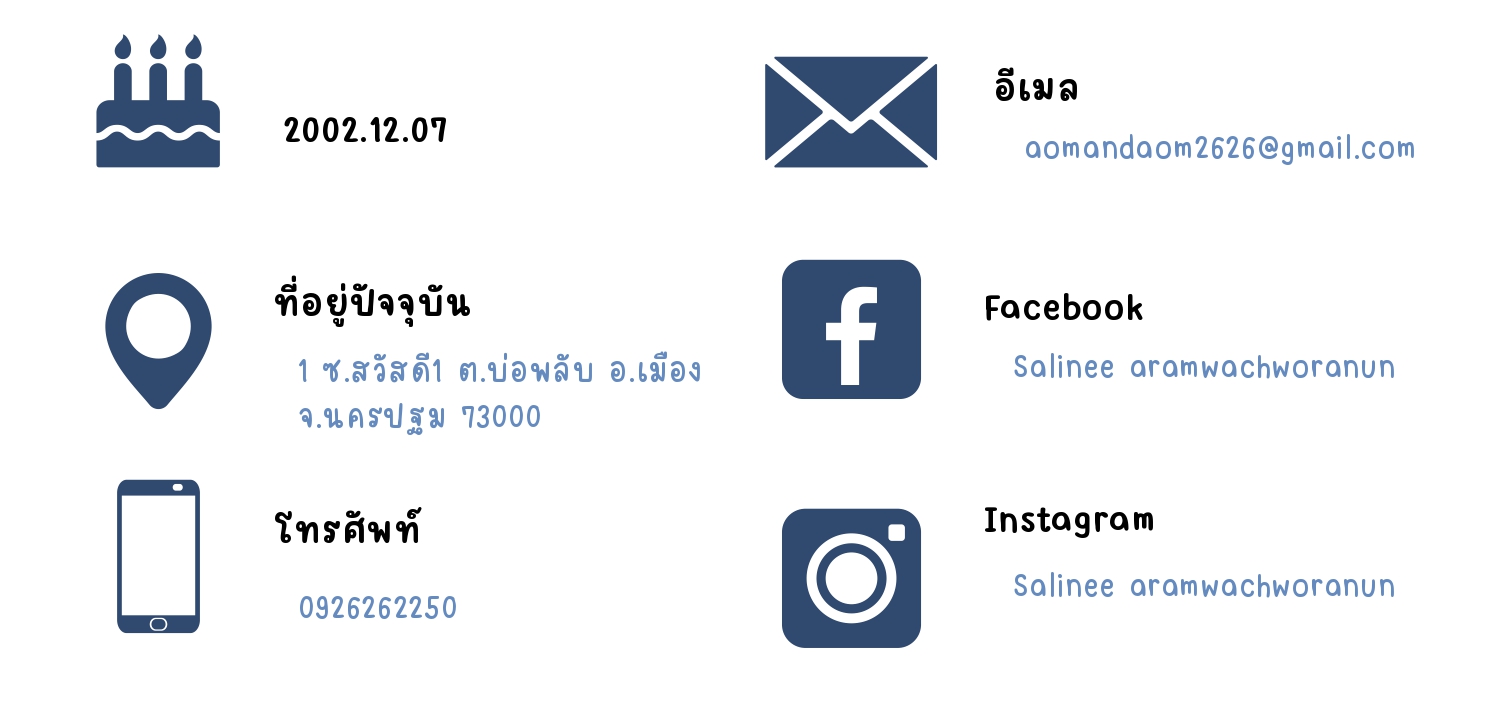 2002.12.07
ที่อยู่ปัจจุบัน
1 ซ.สวัสดี1 ต.บ่อพลับ อ.เมือง
จ.นครปฐม 73000
โทรศัพท์
0926262250
อีเมล
aomandaom2626@gmail.com
Facebook
Salinee aramwachworanun
Instagram
Salinee aramwachworanun